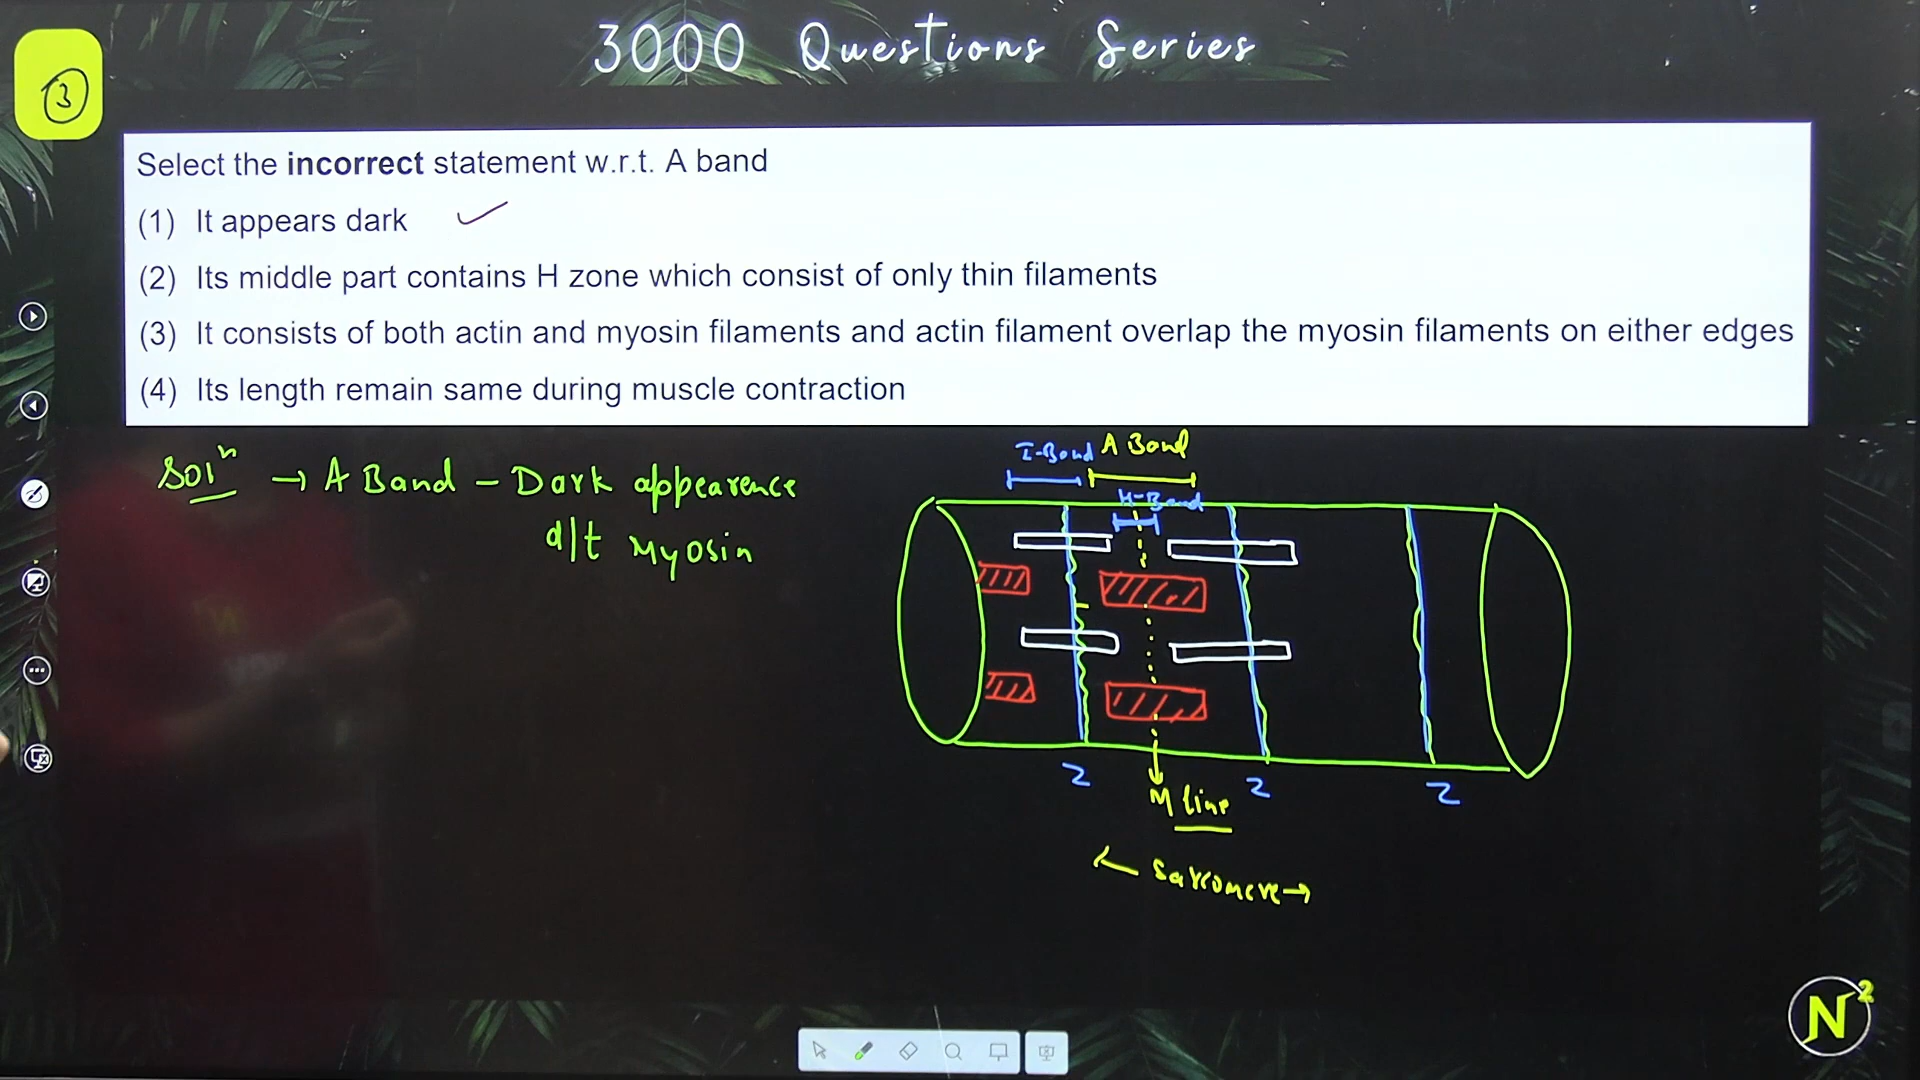 3000 Questions Series
3
Select the incorrect statement w.r.t. A band
(1) It appears dark
(2) Its middle part contains H zone which consist of only thin filaments
(3) It consists of both actin and myosin filaments and actin filament overlap the myosin filaments on either edges
(4) Its length remain same during muscle contraction
Solⁿ → A Band – Dark appearence
d/t Myosin
I-Band A Band
H-Band
Z Z Z
M line
← Sarcomere →
N²